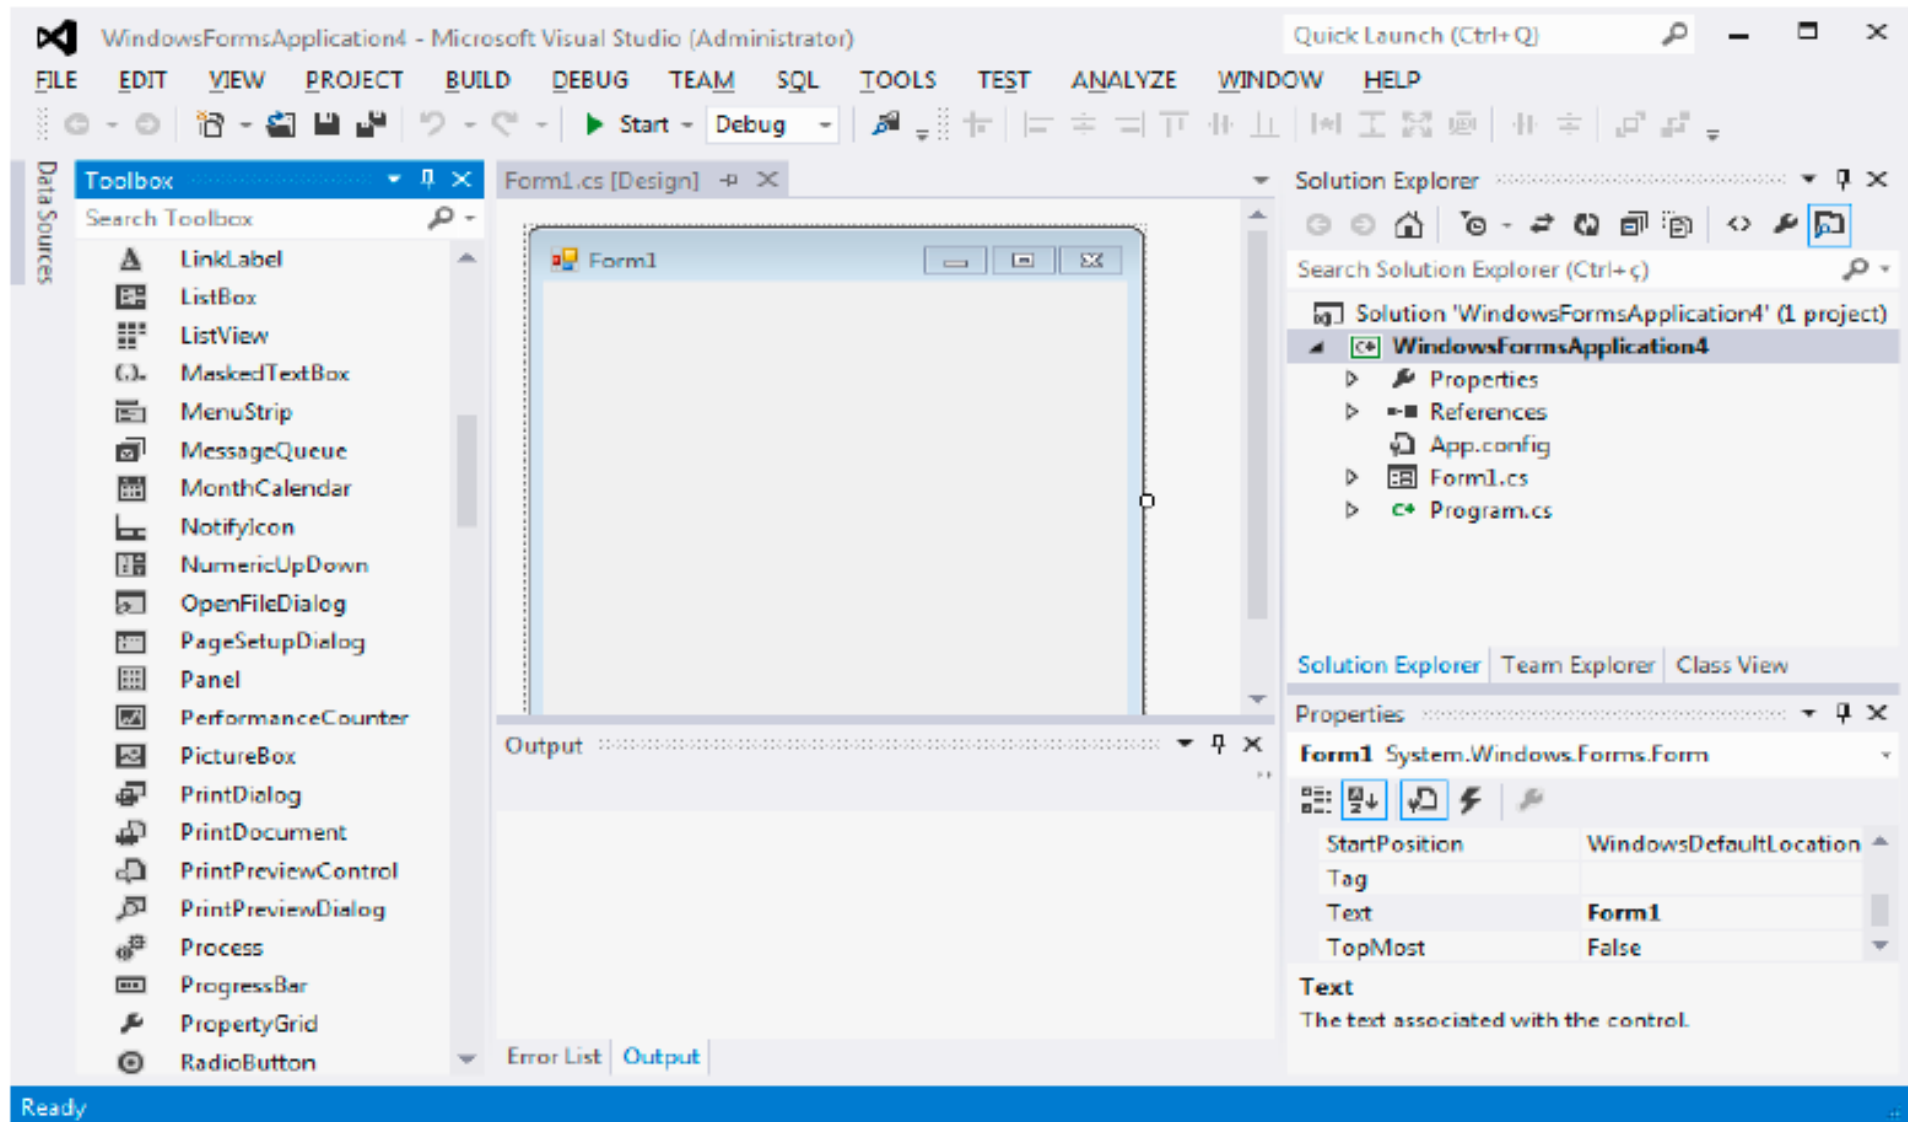 WindowsFormsApplication4 - Microsoft Visual Studio (Administrator)
Quick Launch (Ctrl+Q)
FILE EDIT VIEW PROJECT BUILD DEBUG TEAM SQL TOOLS TEST ANALYZE WINDOW HELP
Start Debug
Data Sources
Toolbox
Search Toolbox
LinkLabel
ListBox
ListView
MaskedTextBox
MenuStrip
MessageQueue
MonthCalendar
NotifyIcon
NumericUpDown
OpenFileDialog
PageSetupDialog
Panel
PerformanceCounter
PictureBox
PrintDialog
PrintDocument
PrintPreviewControl
PrintPreviewDialog
Process
ProgressBar
PropertyGrid
RadioButton
Form1.cs [Design]
Form1
Output
Error List Output
Solution Explorer
Search Solution Explorer (Ctrl+ç)
Solution 'WindowsFormsApplication4' (1 project)
WindowsFormsApplication4
Properties
References
App.config
Form1.cs
Program.cs
Solution Explorer Team Explorer Class View
Properties
Form1 System.Windows.Forms.Form
StartPosition WindowsDefaultLocation
Tag
Text Form1
TopMost False
Text
The text associated with the control.
Ready